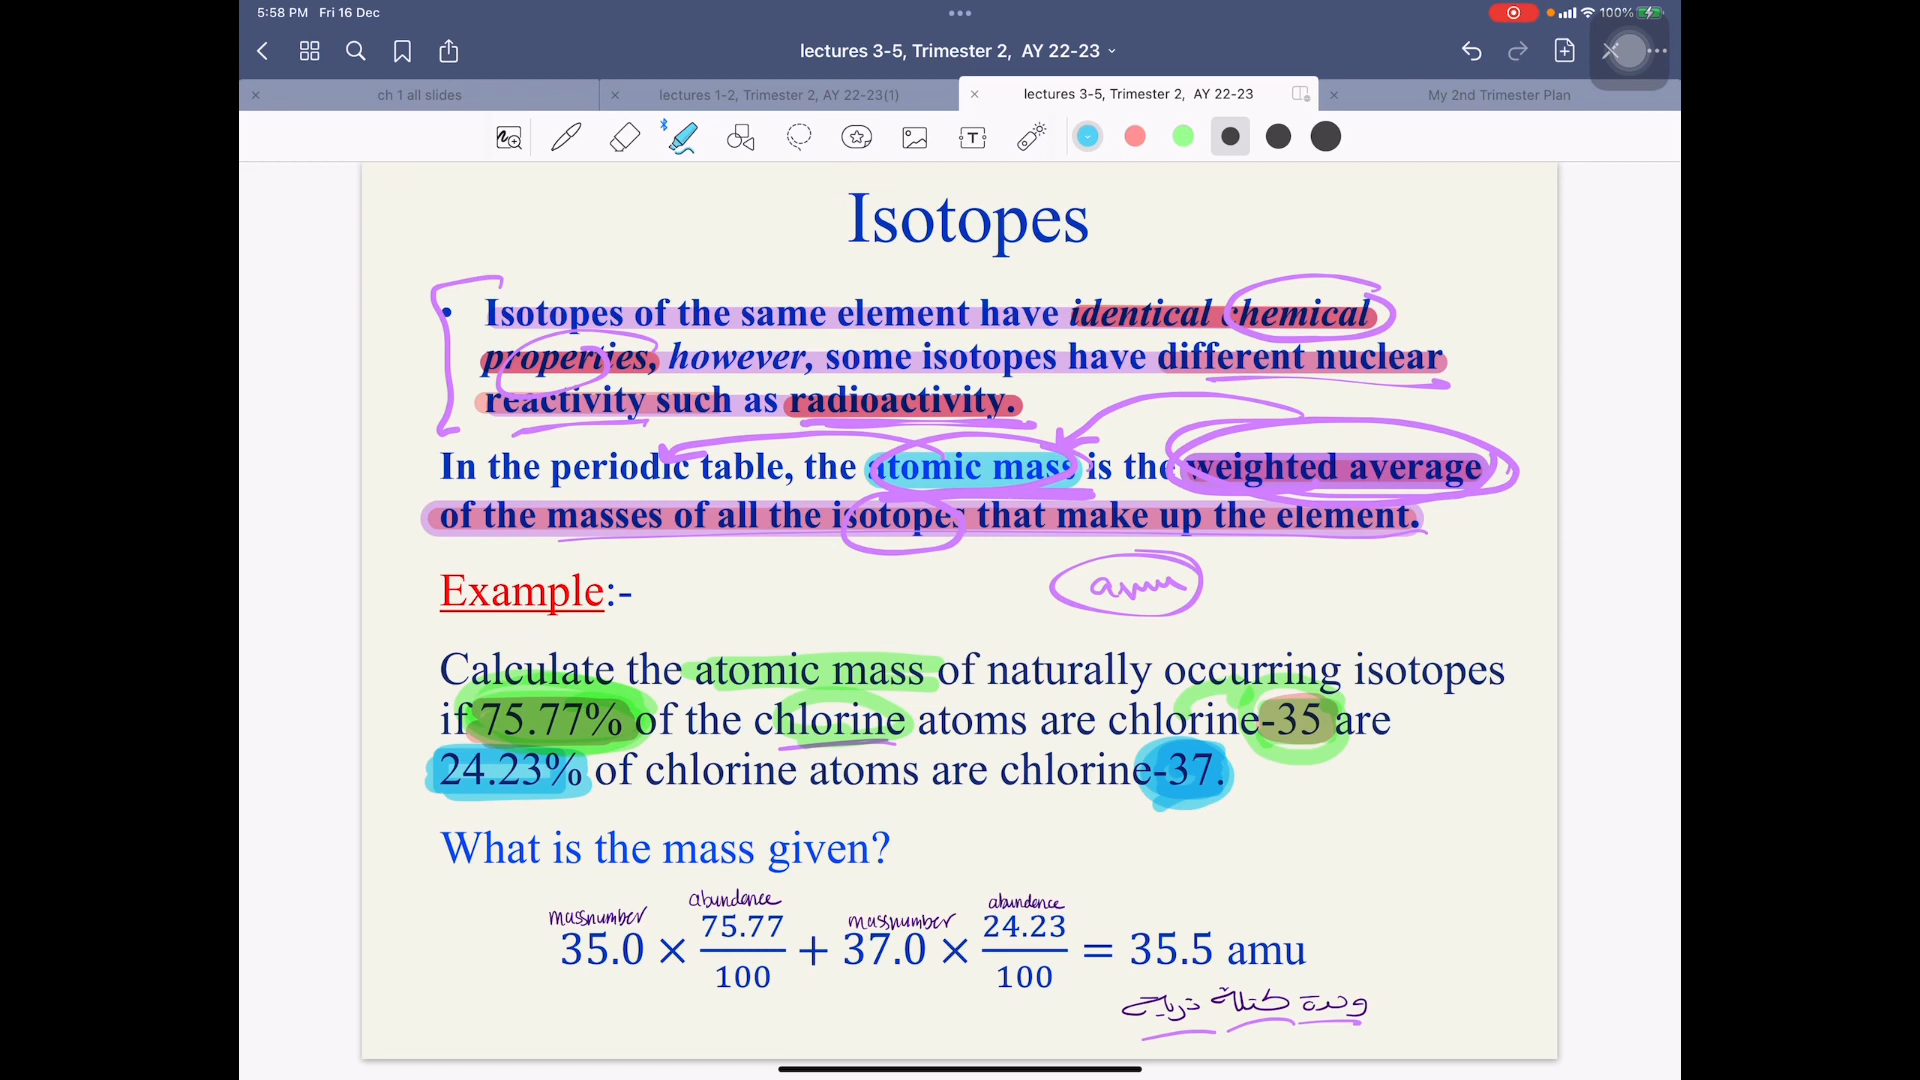 5:58 PM Fri 16 Dec
100%
lectures 3-5, Trimester 2, AY 22-23
ch 1 all slides
lectures 1-2, Trimester 2, AY 22-23(1)
lectures 3-5, Trimester 2, AY 22-23
My 2nd Trimester Plan
Isotopes
• Isotopes of the same element have identical chemical
properties, however, some isotopes have different nuclear
reactivity such as radioactivity.
In the periodic table, the atomic mass is the weighted average
of the masses of all the isotopes that make up the element.
Example:-
amu
Calculate the atomic mass of naturally occurring isotopes
if 75.77% of the chlorine atoms are chlorine-35 are
24.23% of chlorine atoms are chlorine-37.
What is the mass given?
massnumber abundence massnumber abundence
35.0 × 75.77/100 + 37.0 × 24.23/100 = 35.5 amu
وحدة كتلة